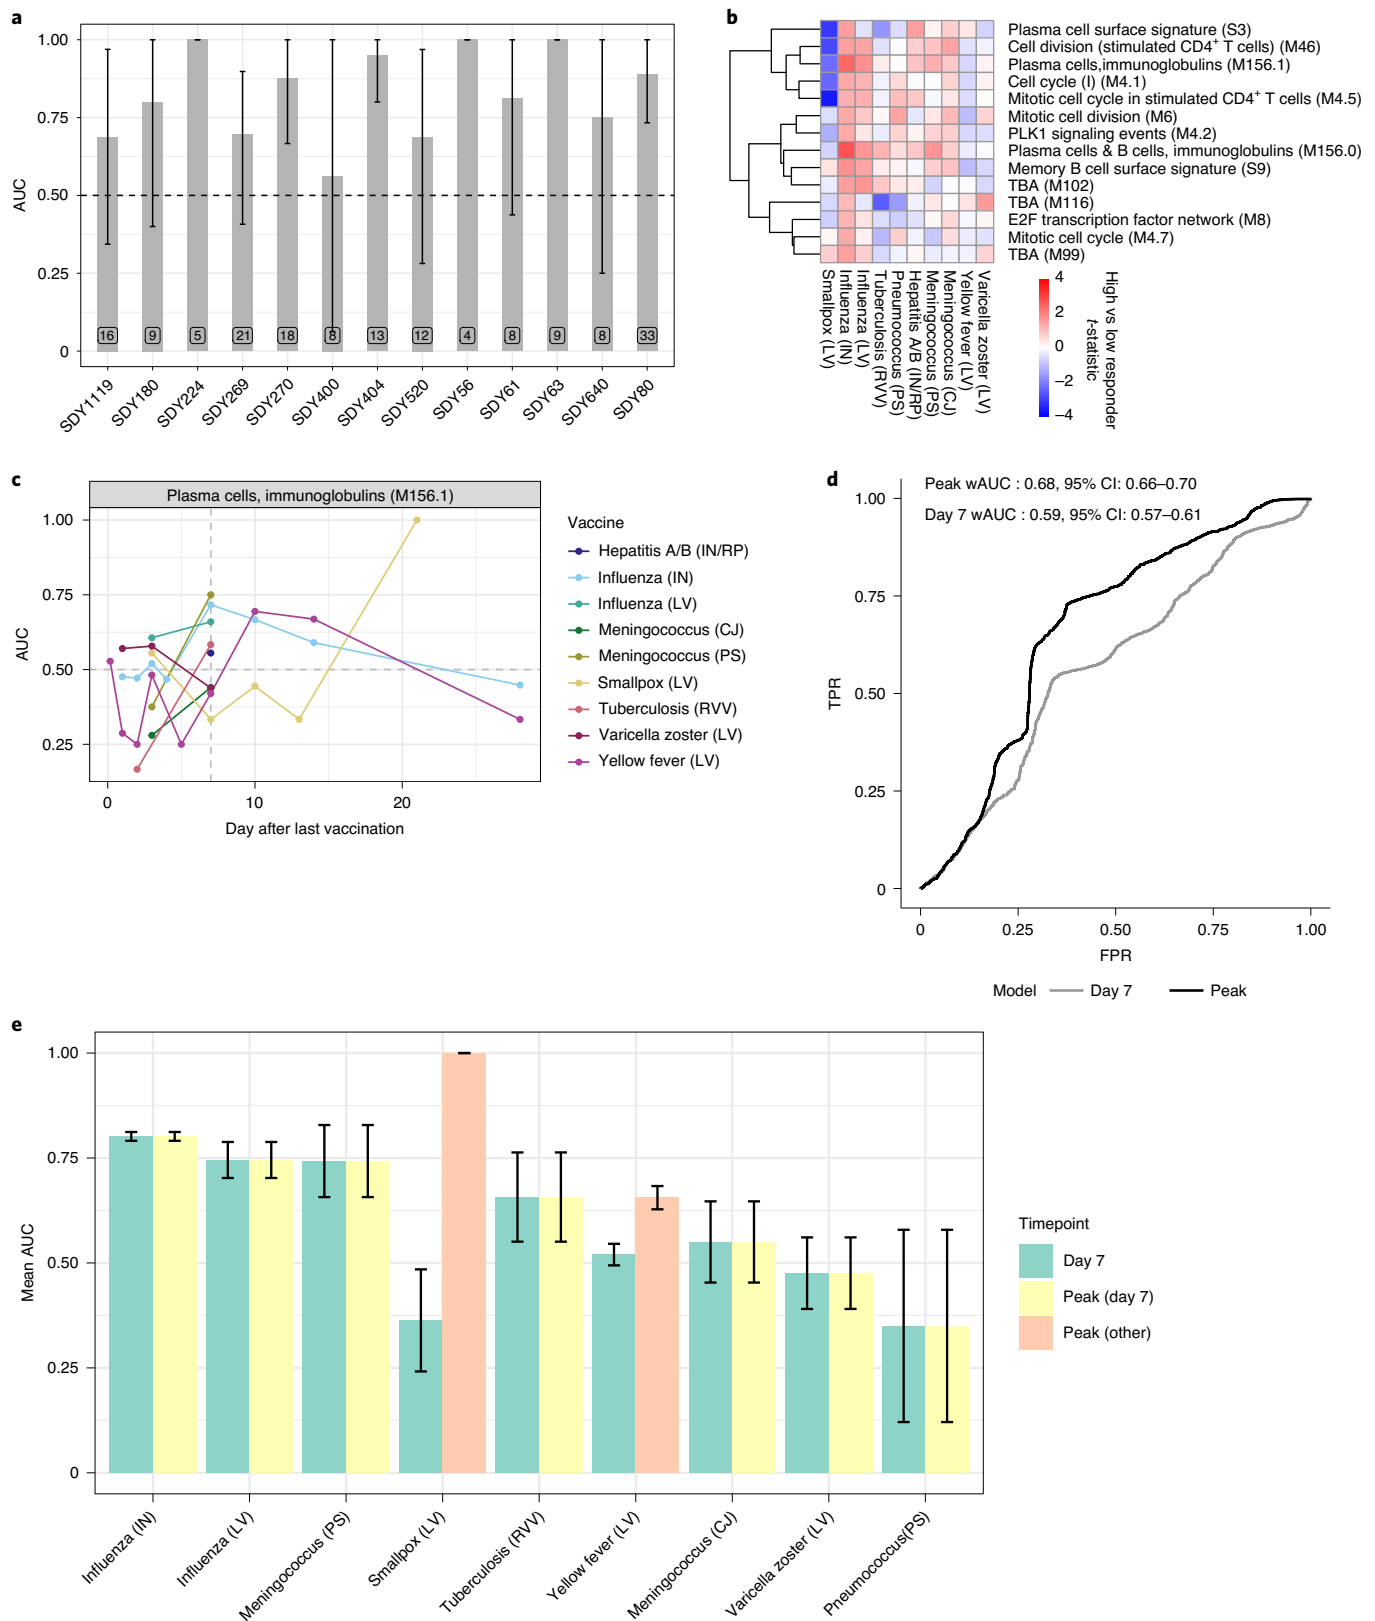 a
1.00
0.75
0.50
0.25
0
AUC
16
9
5
21
18
8
13
12
4
8
9
8
33
SDY1119
SDY180
SDY224
SDY269
SDY270
SDY400
SDY404
SDY520
SDY56
SDY61
SDY63
SDY640
SDY80
b
Plasma cell surface signature (S3)
Cell division (stimulated CD4+ T cells) (M46)
Plasma cells,immunoglobulins (M156.1)
Cell cycle (I) (M4.1)
Mitotic cell cycle in stimulated CD4+ T cells (M4.5)
Mitotic cell division (M6)
PLK1 signaling events (M4.2)
Plasma cells & B cells, immunoglobulins (M156.0)
Memory B cell surface signature (S9)
TBA (M102)
TBA (M116)
E2F transcription factor network (M8)
Mitotic cell cycle (M4.7)
TBA (M99)
Smallpox (LV)
Influenza (IN)
Influenza (LV)
Tuberculosis (RVV)
Pneumococcus (PS)
Hepatitis A/B (IN/RP)
Meningococcus (PS)
Meningococcus (CJ)
Yellow fever (LV)
Varicella zoster (LV)
4
2
0
−2
−4
High vs low responder
t-statistic
c
Plasma cells, immunoglobulins (M156.1)
1.00
0.75
0.50
0.25
AUC
0
10
20
Day after last vaccination
Vaccine
Hepatitis A/B (IN/RP)
Influenza (IN)
Influenza (LV)
Meningococcus (CJ)
Meningococcus (PS)
Smallpox (LV)
Tuberculosis (RVV)
Varicella zoster (LV)
Yellow fever (LV)
d
Peak wAUC : 0.68, 95% CI: 0.66–0.70
Day 7 wAUC : 0.59, 95% CI: 0.57–0.61
1.00
0.75
0.50
0.25
0
TPR
0
0.25
0.50
0.75
1.00
FPR
Model
Day 7
Peak
e
1.00
0.75
0.50
0.25
0
Mean AUC
Influenza (IN)
Influenza (LV)
Meningococcus (PS)
Smallpox (LV)
Tuberculosis (RVV)
Yellow fever (LV)
Meningococcus (CJ)
Varicella zoster (LV)
Pneumococcus(PS)
Timepoint
Day 7
Peak (day 7)
Peak (other)